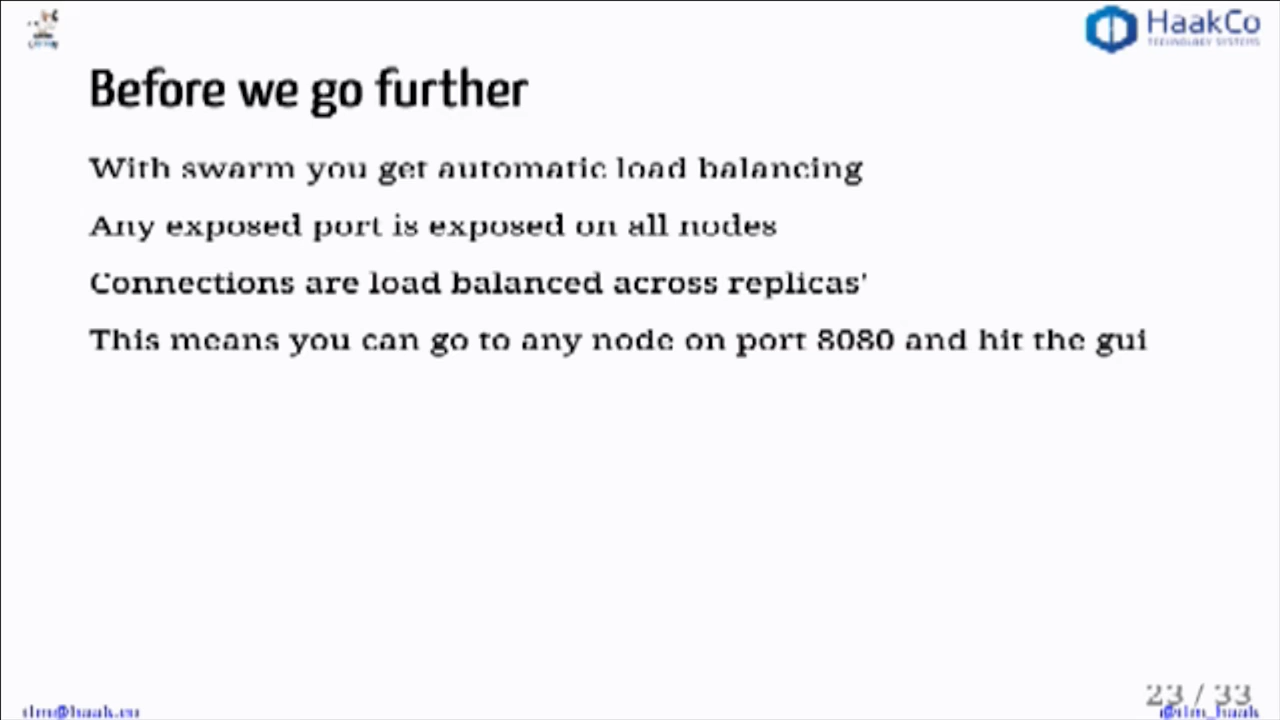 HaakCo
TECHNOLOGY SYSTEMS
Before we go further
With swarm you get automatic load balancing
Any exposed port is exposed on all nodes
Connections are load balanced across replicas'
This means you can go to any node on port 8080 and hit the gui
23 / 33